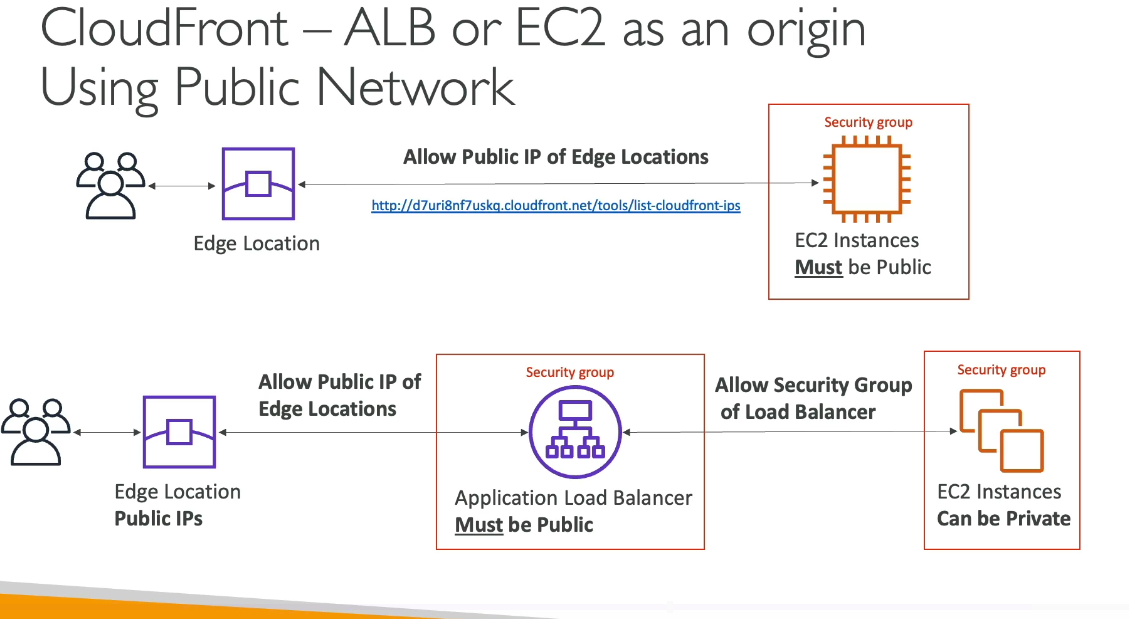 CloudFront – ALB or EC2 as an origin
Using Public Network
Security group
Allow Public IP of Edge Locations
http://d7uri8nf7uskq.cloudfront.net/tools/list-cloudfront-ips
Edge Location
EC2 Instances
Must be Public
Security group
Allow Public IP of
Edge Locations
Security group
Allow Security Group
of Load Balancer
Edge Location
Public IPs
Application Load Balancer
Must be Public
EC2 Instances
Can be Private